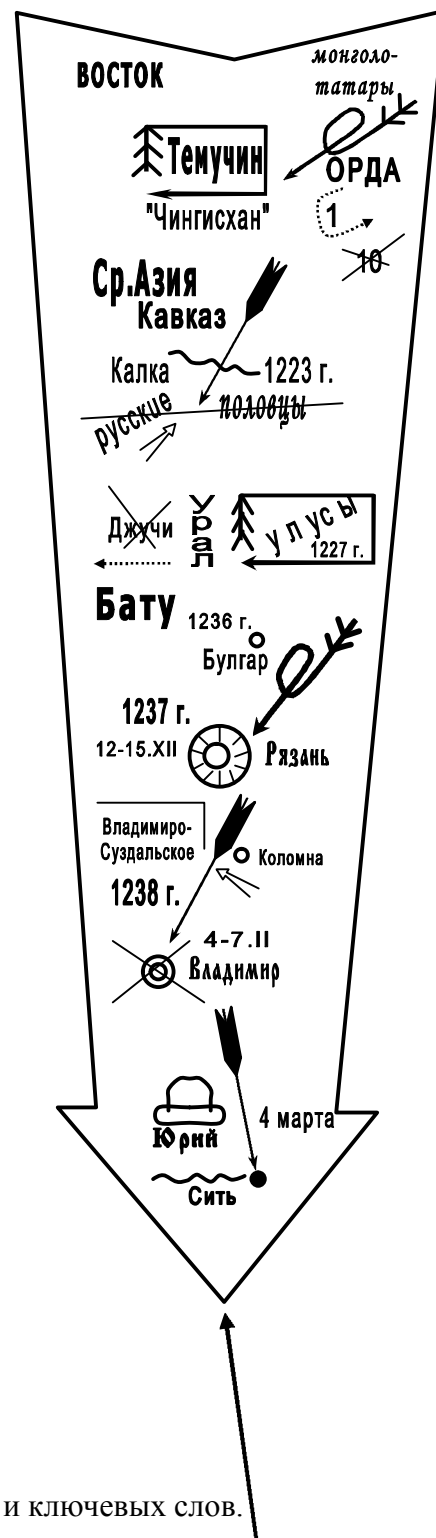 монголо-
ВОСТОК
татары
Темучин
ОРДА
"Чингисхан"
1
10
Ср.Азия
Кавказ
Калка
1223 г.
русские
половцы
Джучи
Урал
улусы
1227 г.
Бату
1236 г.
Булгар
1237 г.
12-15.XII
Рязань
Владимиро-
Суздальское
Коломна
1238 г.
4-7.II
Владимир
4 марта
Юрий
Сить
и ключевых слов.